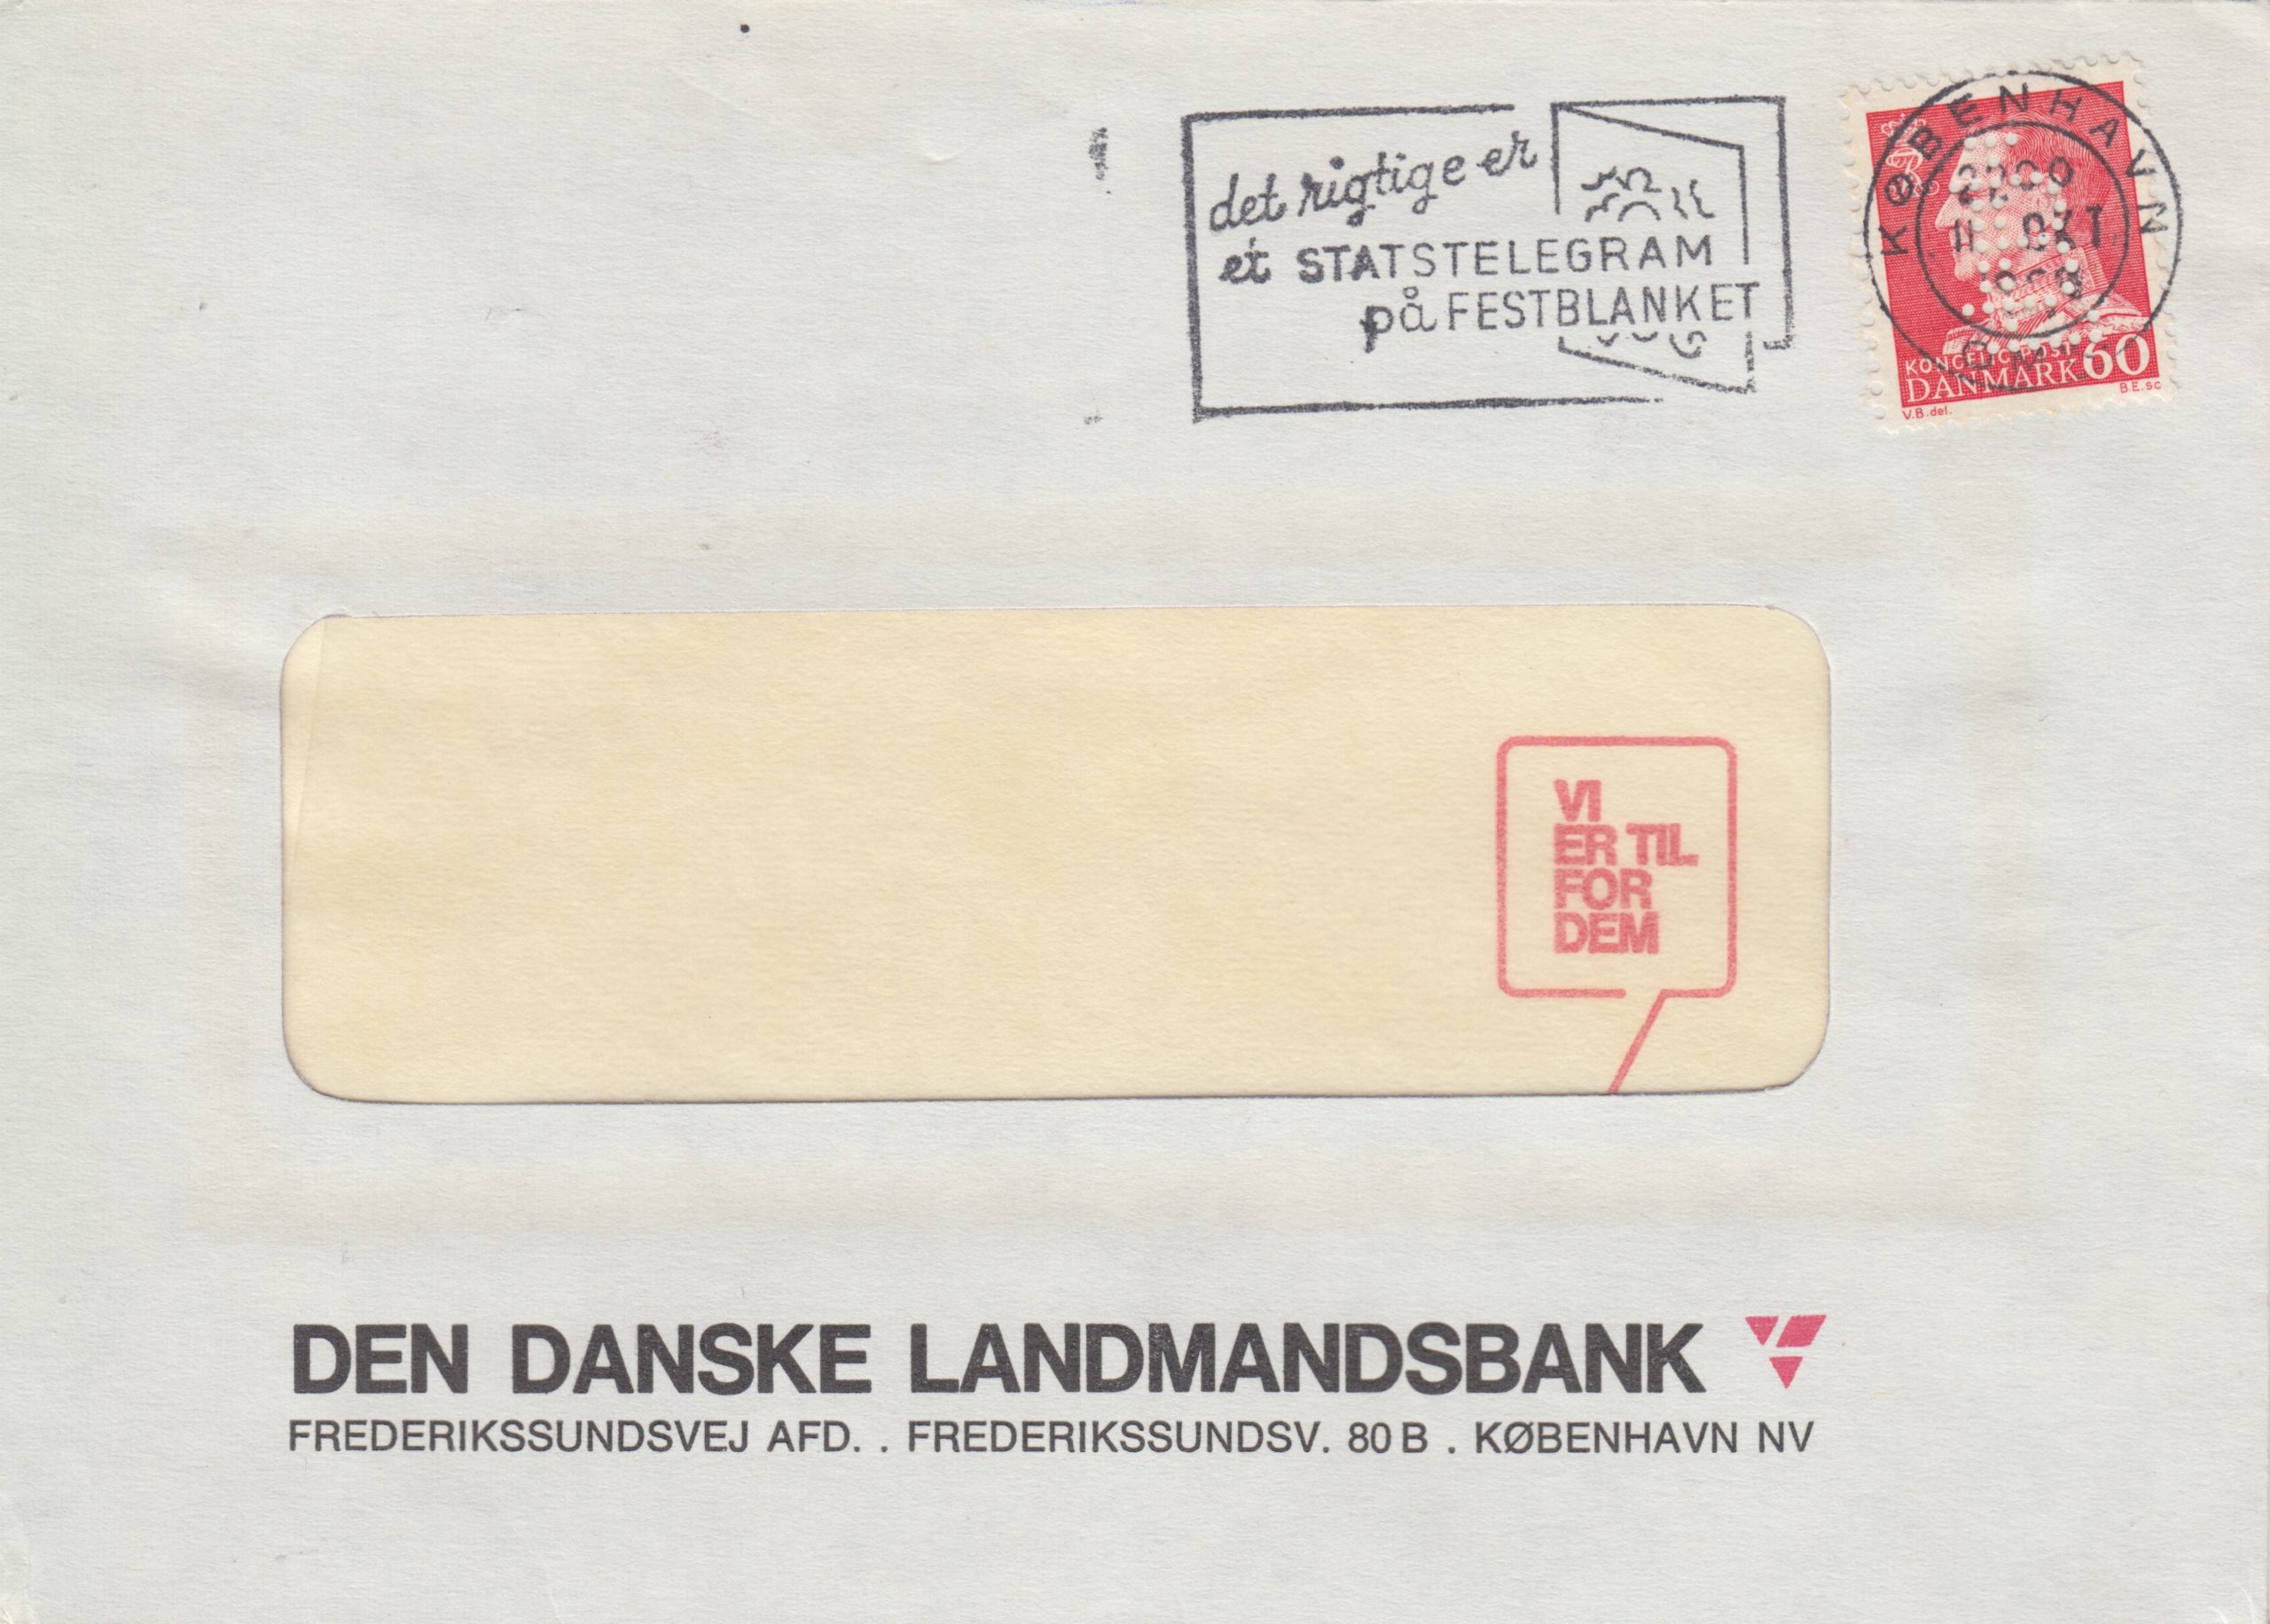 det rigtige er
et STATSTELEGRAM
på FESTBLANKET
KØBENHAVN
OKT
KONGELIG POST
DANMARK 60
V.B. del. B.E. sc
VI
ER TIL
FOR
DEM
DEN DANSKE LANDMANDSBANK
FREDERIKSSUNDSVEJ AFD. . FREDERIKSSUNDSV. 80 B . KØBENHAVN NV